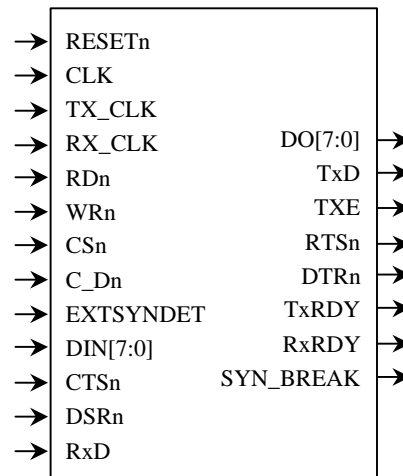 RESETn
CLK
TX_CLK
RX_CLK
RDn
WRn
CSn
C_Dn
EXTSYNDET
DIN[7:0]
CTSn
DSRn
RxD
DO[7:0]
TxD
TXE
RTSn
DTRn
TxRDY
RxRDY
SYN_BREAK